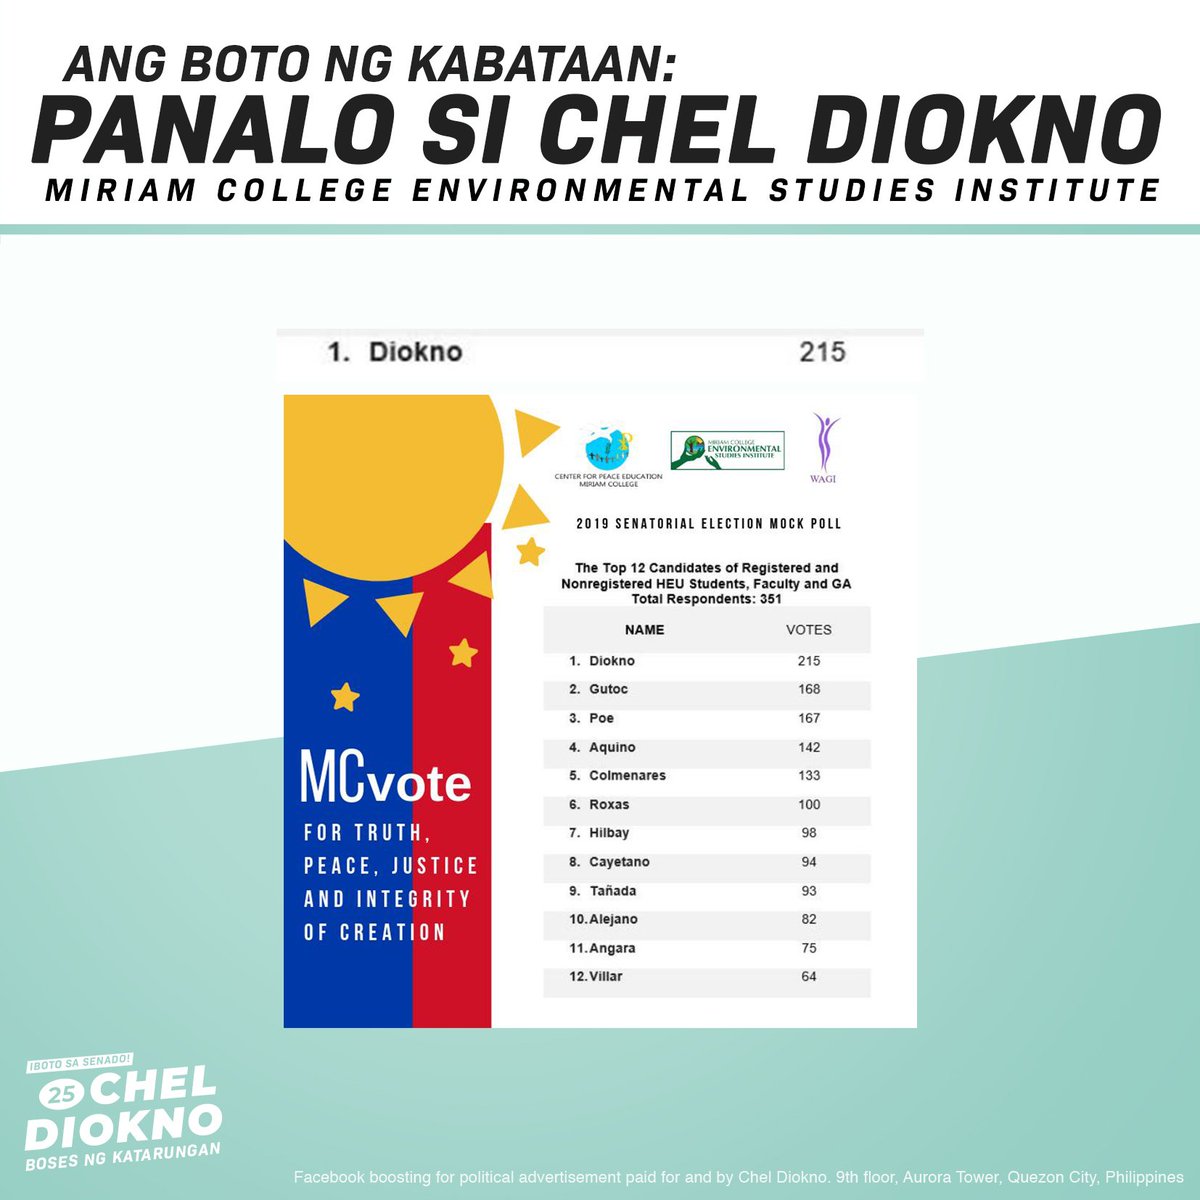 ANG BOTO NG KABATAAN:
PANALO SI CHEL DIOKNO
MIRIAM COLLEGE ENVIRONMENTAL STUDIES INSTITUTE
1. Diokno 215
CENTER FOR PEACE EDUCATION
MIRIAM COLLEGE
MIRIAM COLLEGE
ENVIRONMENTAL
STUDIES INSTITUTE
WAGI
2019 SENATORIAL ELECTION MOCK POLL
The Top 12 Candidates of Registered and
Nonregistered HEU Students, Faculty and GA
Total Respondents: 351
NAME VOTES
1. Diokno 215
2. Gutoc 168
3. Poe 167
4. Aquino 142
5. Colmenares 133
6. Roxas 100
7. Hilbay 98
8. Cayetano 94
9. Tañada 93
10. Alejano 82
11. Angara 75
12. Villar 64
MCvote
FOR TRUTH,
PEACE, JUSTICE
AND INTEGRITY
OF CREATION
IBOTO SA SENADO!
25 CHEL
DIOKNO
BOSES NG KATARUNGAN
Facebook boosting for political advertisement paid for and by Chel Diokno. 9th floor, Aurora Tower, Quezon City, Philippines